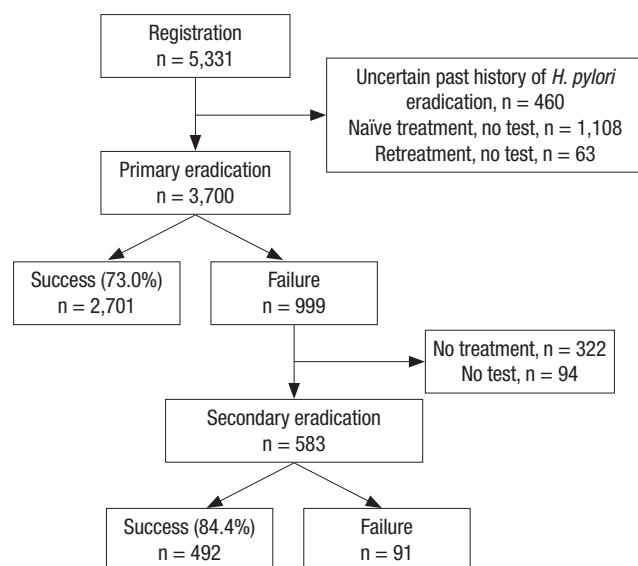 Registration
n = 5,331
Uncertain past history of H. pylori
eradication, n = 460
Naïve treatment, no test, n = 1,108
Retreatment, no test, n = 63
Primary eradication
n = 3,700
Success (73.0%)
n = 2,701
Failure
n = 999
No treatment, n = 322
No test, n = 94
Secondary eradication
n = 583
Success (84.4%)
n = 492
Failure
n = 91